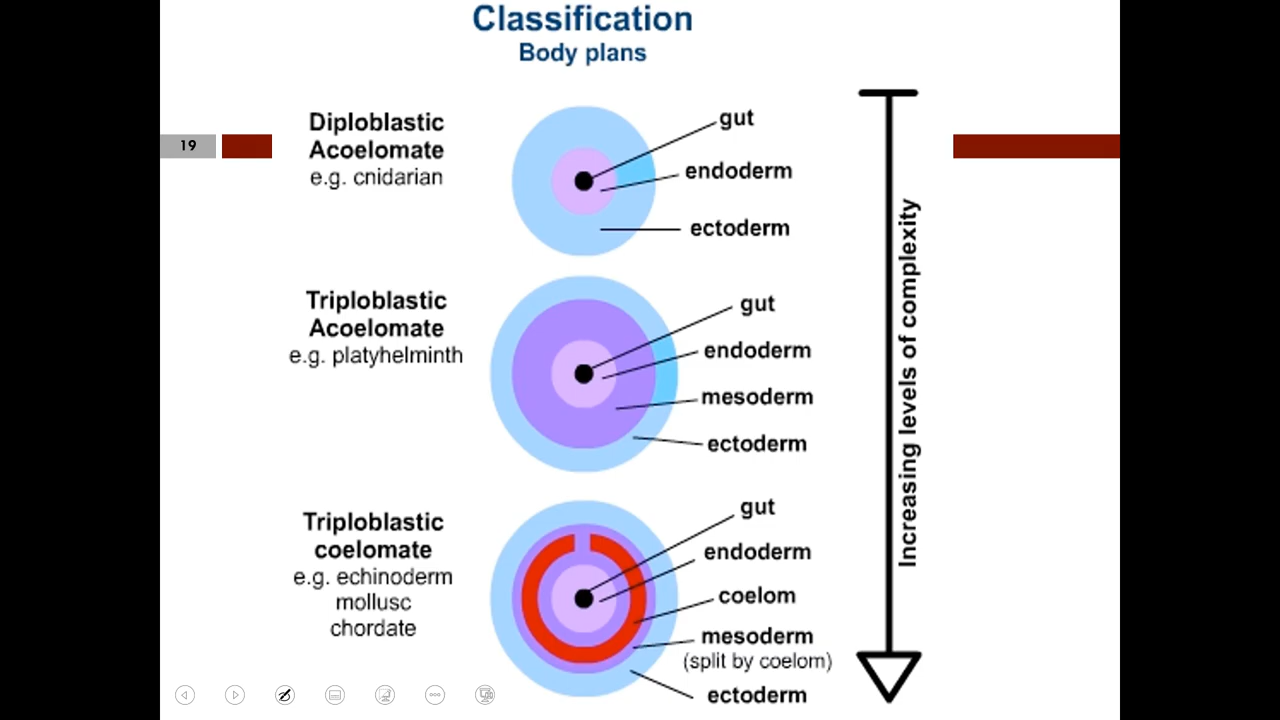 Classification
Body plans
19
Diploblastic
Acoelomate
e.g. cnidarian
gut
endoderm
ectoderm
Triploblastic
Acoelomate
e.g. platyhelminth
gut
endoderm
mesoderm
ectoderm
Triploblastic
coelomate
e.g. echinoderm
mollusc
chordate
gut
endoderm
coelom
mesoderm
(split by coelom)
ectoderm
Increasing levels of complexity